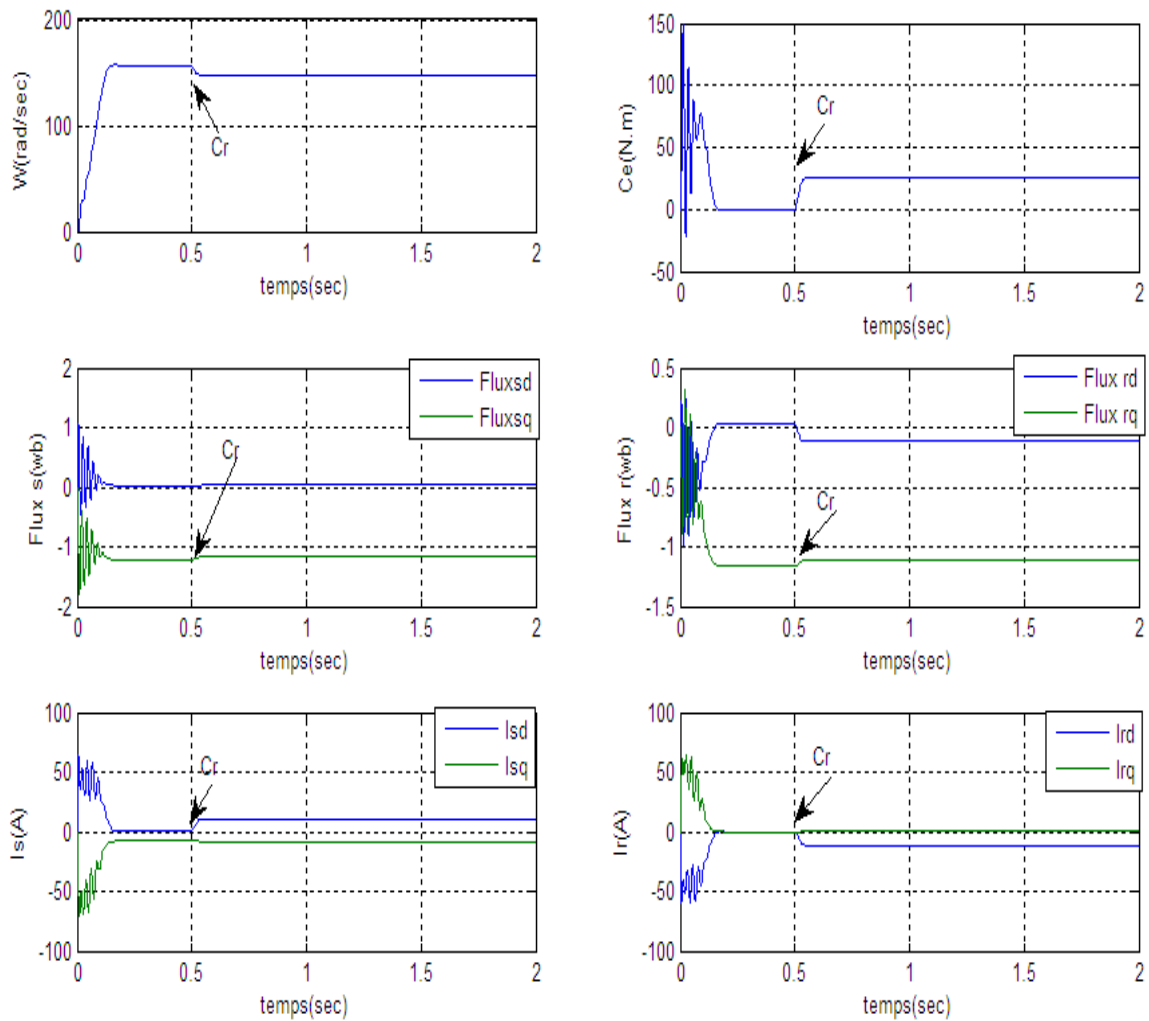 200
100
0
W(rad/sec)
Cr
0
0.5
1
1.5
2
temps(sec)
150
100
50
0
-50
Ce(N.m)
Cr
0
0.5
1
1.5
2
temps(sec)
2
1
0
-1
-2
Flux s(wb)
Fluxsd
Fluxsq
Cr
0
0.5
1
1.5
2
temps(sec)
0.5
0
-0.5
-1
-1.5
Flux r(wb)
Flux rd
Flux rq
Cr
0
0.5
1
1.5
2
temps(sec)
100
50
0
-50
-100
Is(A)
Isd
Isq
Cr
0
0.5
1
1.5
2
temps(sec)
100
50
0
-50
-100
Ir(A)
Ird
Irq
Cr
0
0.5
1
1.5
2
temps(sec)